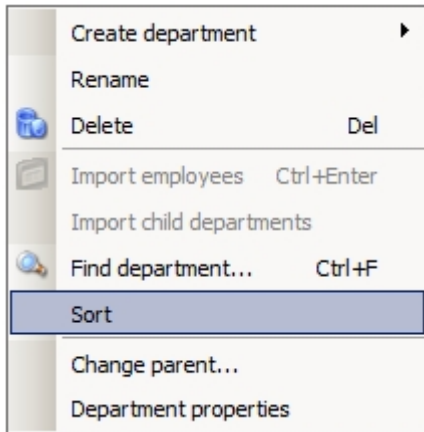 Create department
Rename
Delete Del
Import employees Ctrl+Enter
Import child departments
Find department... Ctrl+F
Sort
Change parent...
Department properties